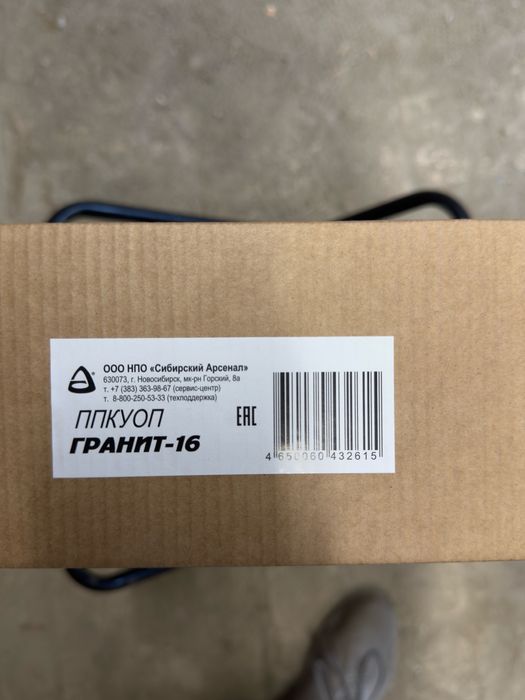 ООО НПО «Сибирский Арсенал»
630073, г. Новосибирск, мк-рн Горский, 8а
т. +7 (383) 363-98-67 (сервис-центр)
т. 8-800-250-53-33 (техподдержка)
ППКУОП
ГРАНИТ-16
ЕАС
4 650060 432615